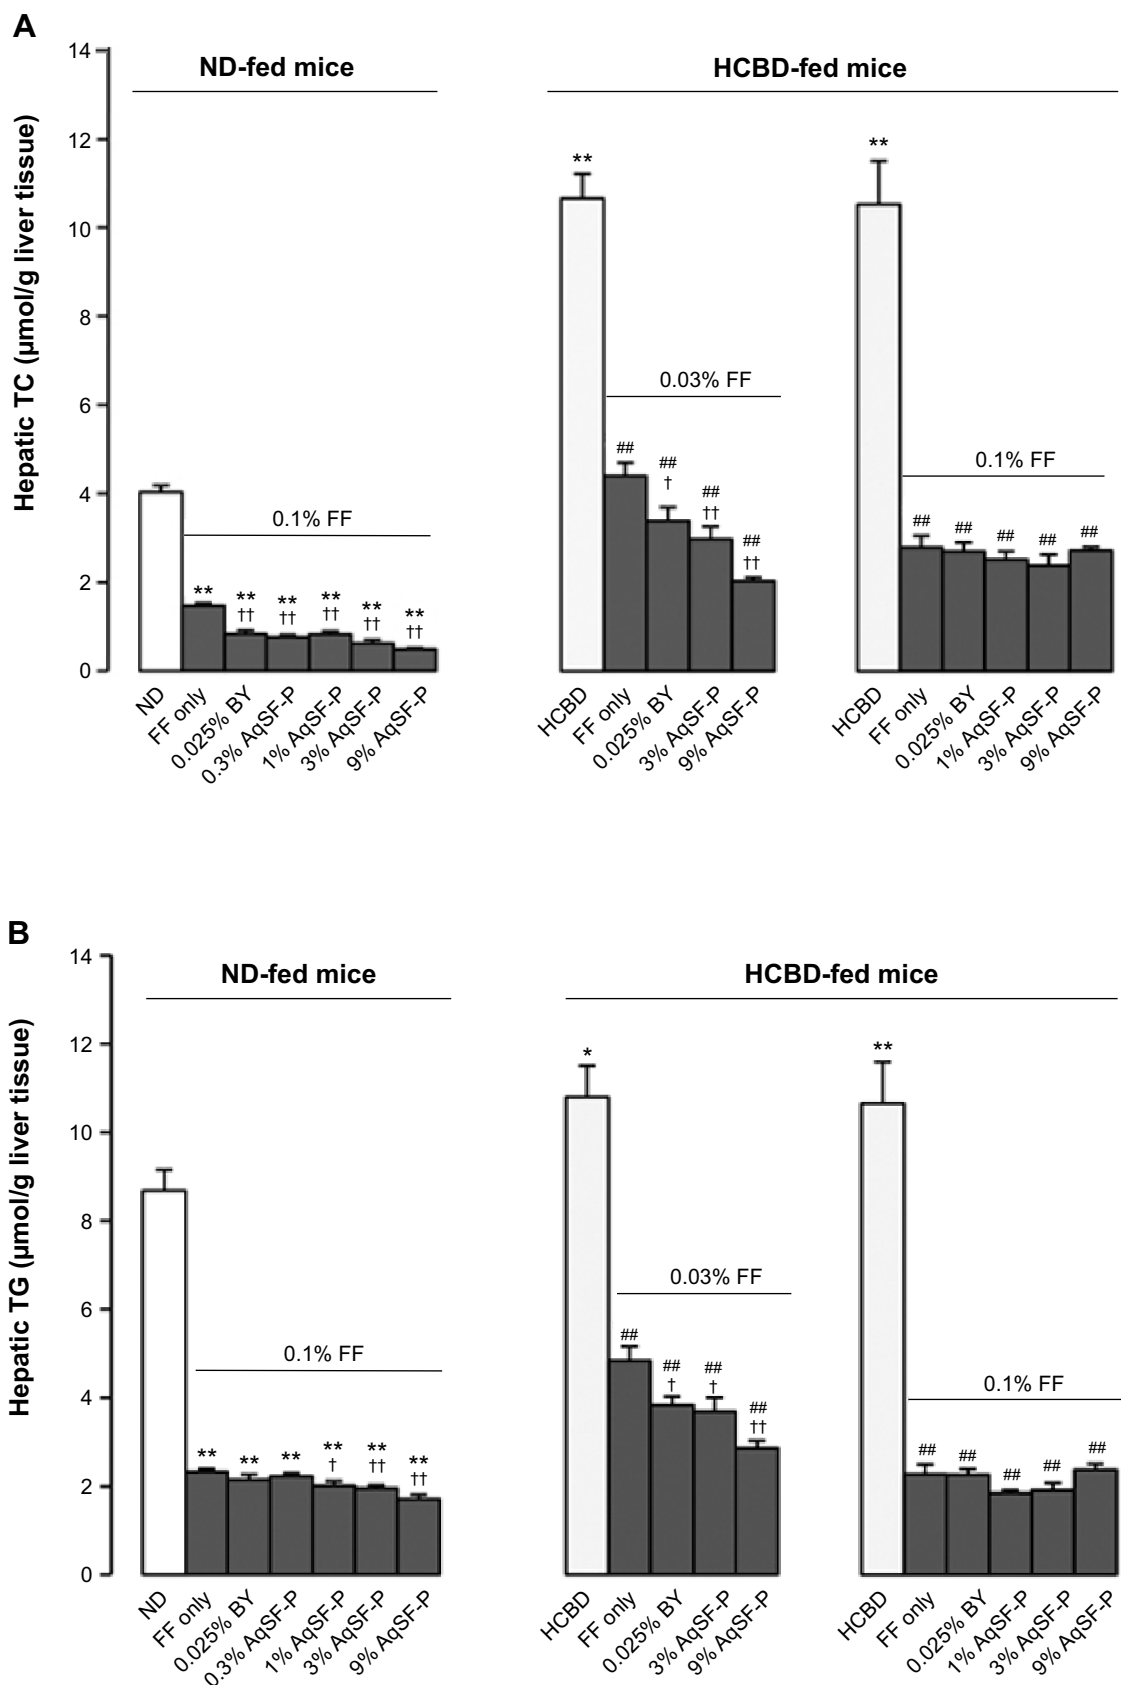 A
ND-fed mice
HCBD-fed mice
Hepatic TC (μmol/g liver tissue)
14
12
10
8
6
4
2
0
**
**
0.03% FF
0.1% FF
0.1% FF
** ** ** ** ** **
†† †† †† †† ††
## ## ## ##
† †† ††
## ## ## ## ##
ND
FF only
0.025% BY
0.3% AqSF-P
1% AqSF-P
3% AqSF-P
9% AqSF-P
HCBD
FF only
0.025% BY
3% AqSF-P
9% AqSF-P
HCBD
FF only
0.025% BY
1% AqSF-P
3% AqSF-P
9% AqSF-P
B
ND-fed mice
HCBD-fed mice
Hepatic TG (μmol/g liver tissue)
14
12
10
8
6
4
2
0
*
**
0.03% FF
0.1% FF
0.1% FF
** ** ** ** ** **
† †† ††
## ## ## ##
† † ††
## ## ## ## ##
ND
FF only
0.025% BY
0.3% AqSF-P
1% AqSF-P
3% AqSF-P
9% AqSF-P
HCBD
FF only
0.025% BY
3% AqSF-P
9% AqSF-P
HCBD
FF only
0.025% BY
1% AqSF-P
3% AqSF-P
9% AqSF-P